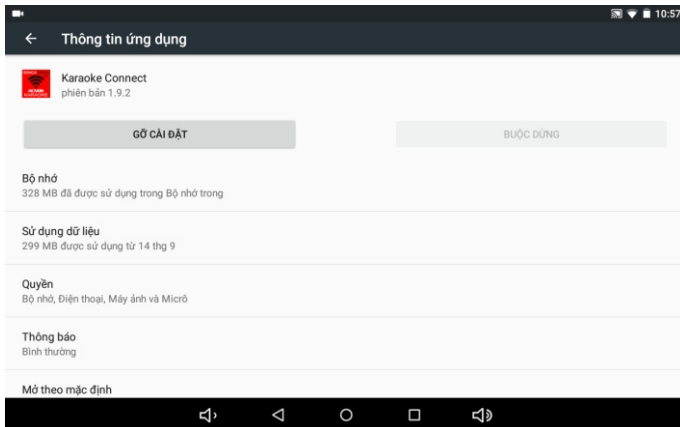 10:57
Thông tin ứng dụng
Karaoke Connect
phiên bản 1.9.2
GỠ CÀI ĐẶT
BUỘC DỪNG
Bộ nhớ
328 MB đã được sử dụng trong Bộ nhớ trong
Sử dụng dữ liệu
299 MB được sử dụng từ 14 thg 9
Quyền
Bộ nhớ, Điện thoại, Máy ảnh và Micrô
Thông báo
Bình thường
Mở theo mặc định